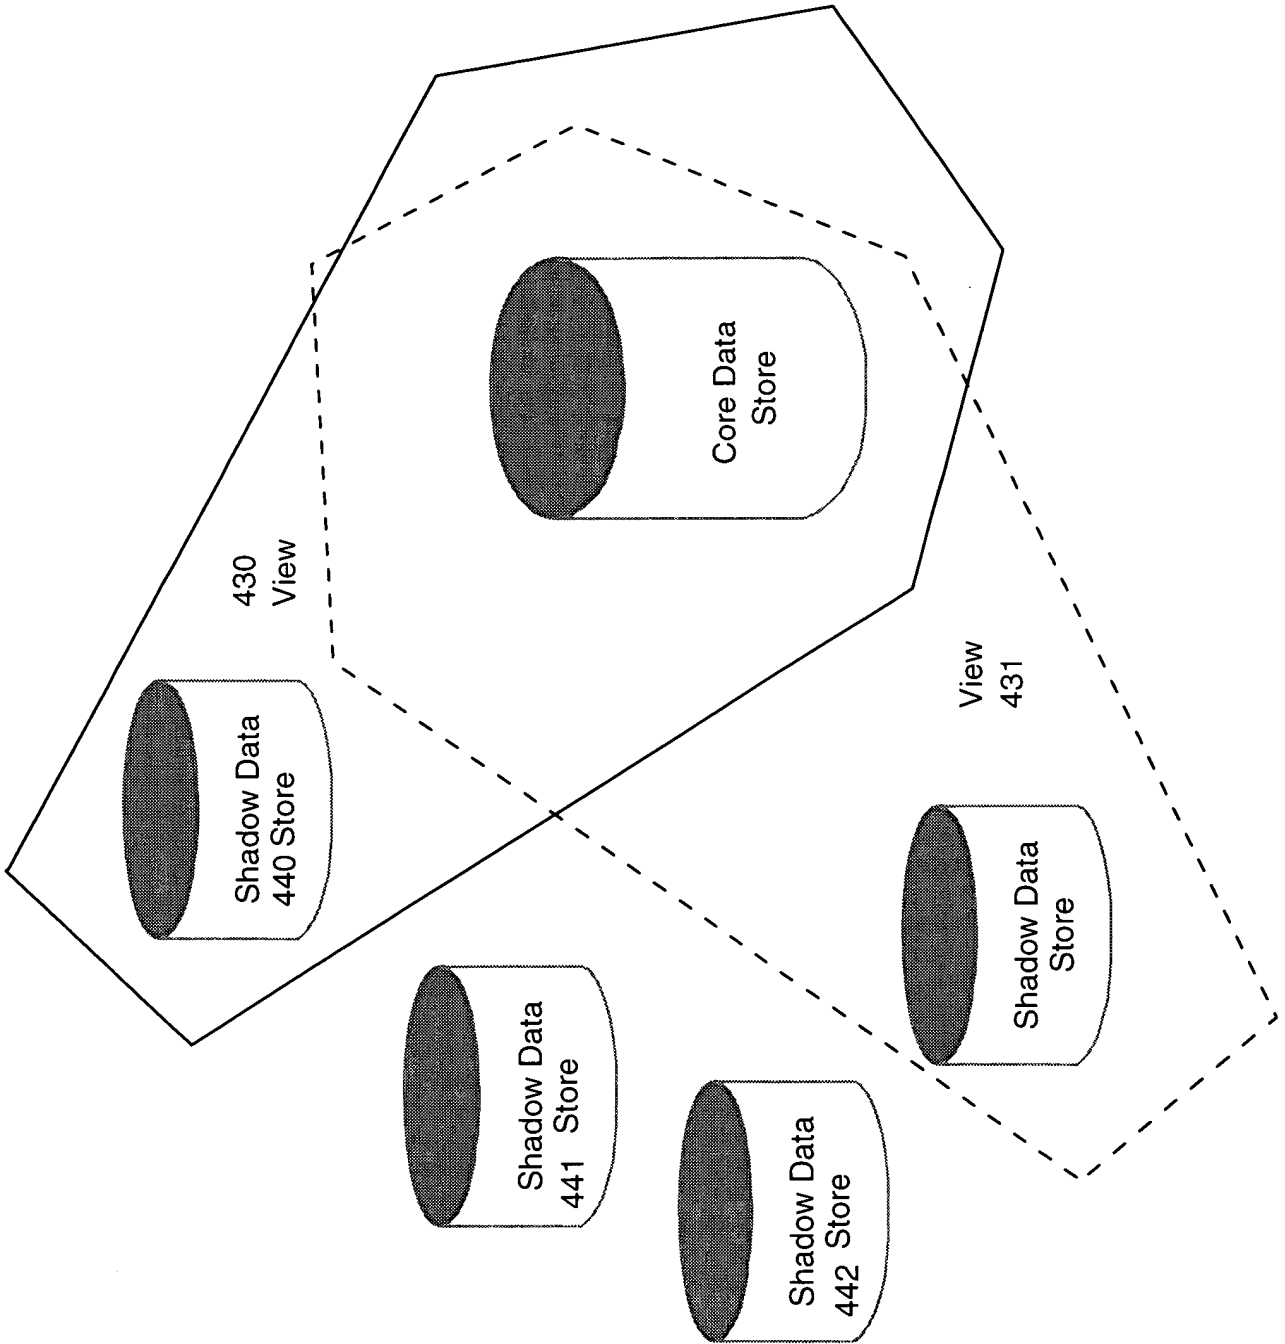 430
View
Core Data
Store
Shadow Data
440 Store
View
431
Shadow Data
441 Store
Shadow Data
Store
Shadow Data
442 Store